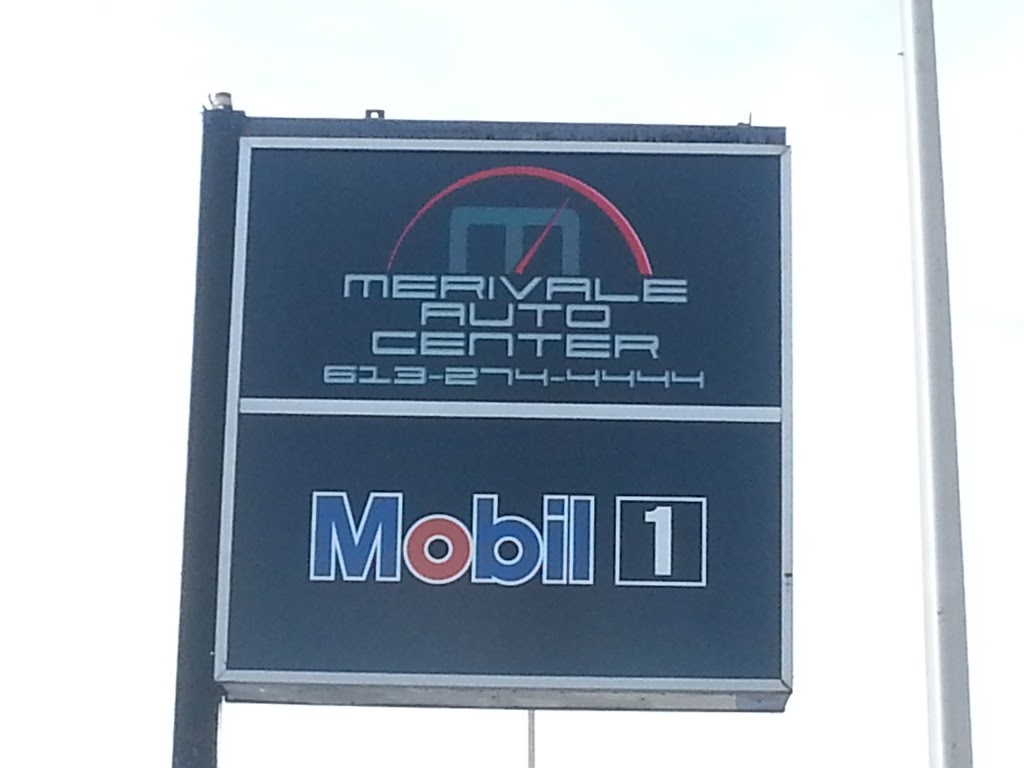 M
MERIVALE
AUTO
CENTER
613-274-4444
Mobil 1